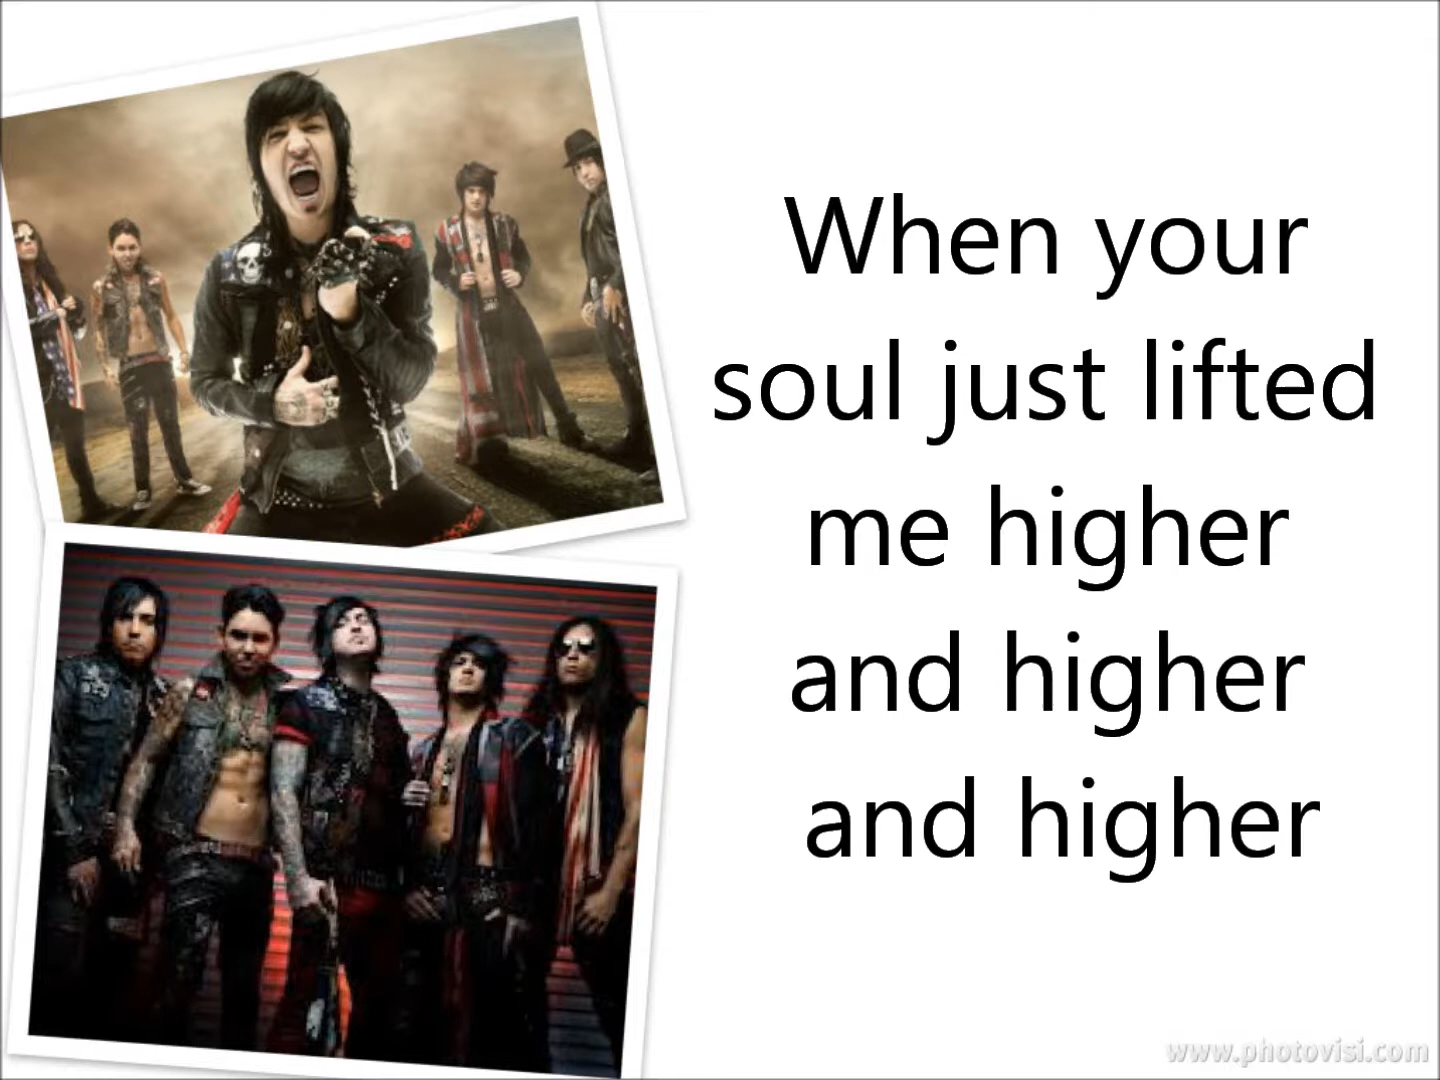 When your
soul just lifted
me higher
and higher
and higher
www.photovisi.com